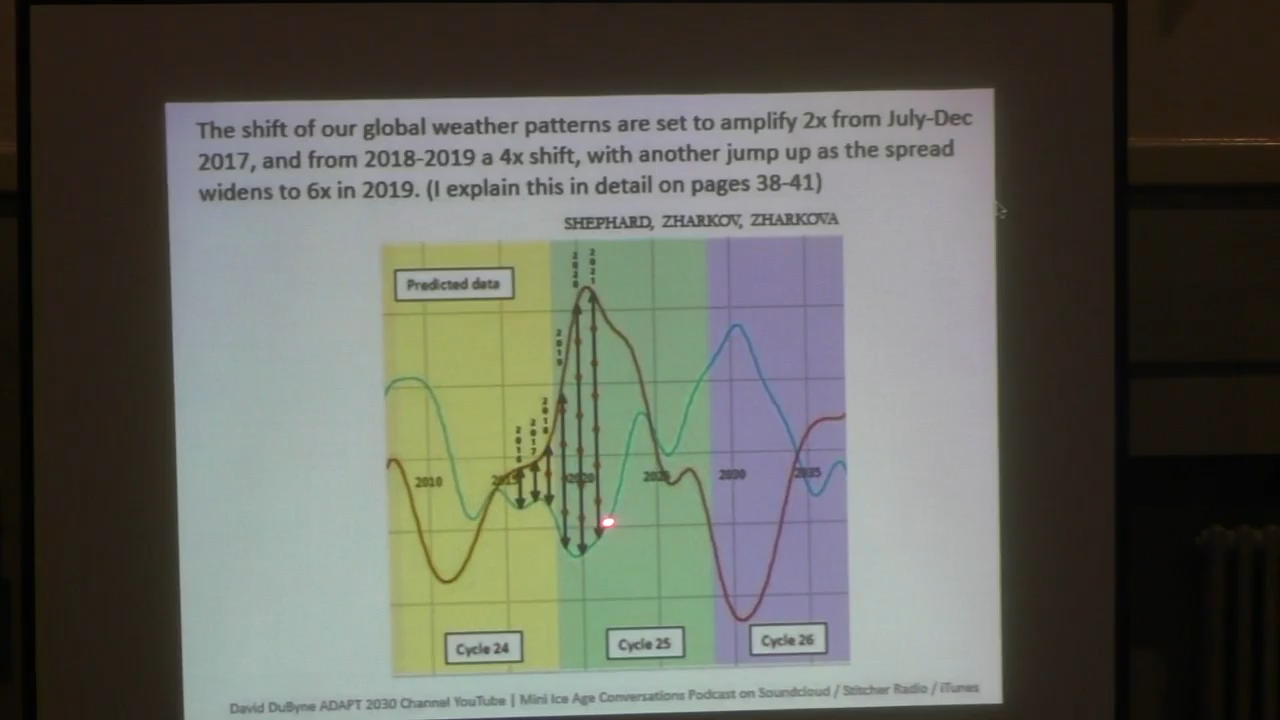 The shift of our global weather patterns are set to amplify 2x from July-Dec
2017, and from 2018-2019 a 4x shift, with another jump up as the spread
widens to 6x in 2019. (I explain this in detail on pages 38-41)
SHEPHARD, ZHARKOV, ZHARKOVA
Predicted data
2016
2017
2018
2019
2020
2021
2010
2015
2020
2025
2030
2035
Cycle 24
Cycle 25
Cycle 26
David DuByne ADAPT 2030 Channel YouTube | Mini Ice Age Conversations Podcast on Soundcloud / Stitcher Radio / iTunes